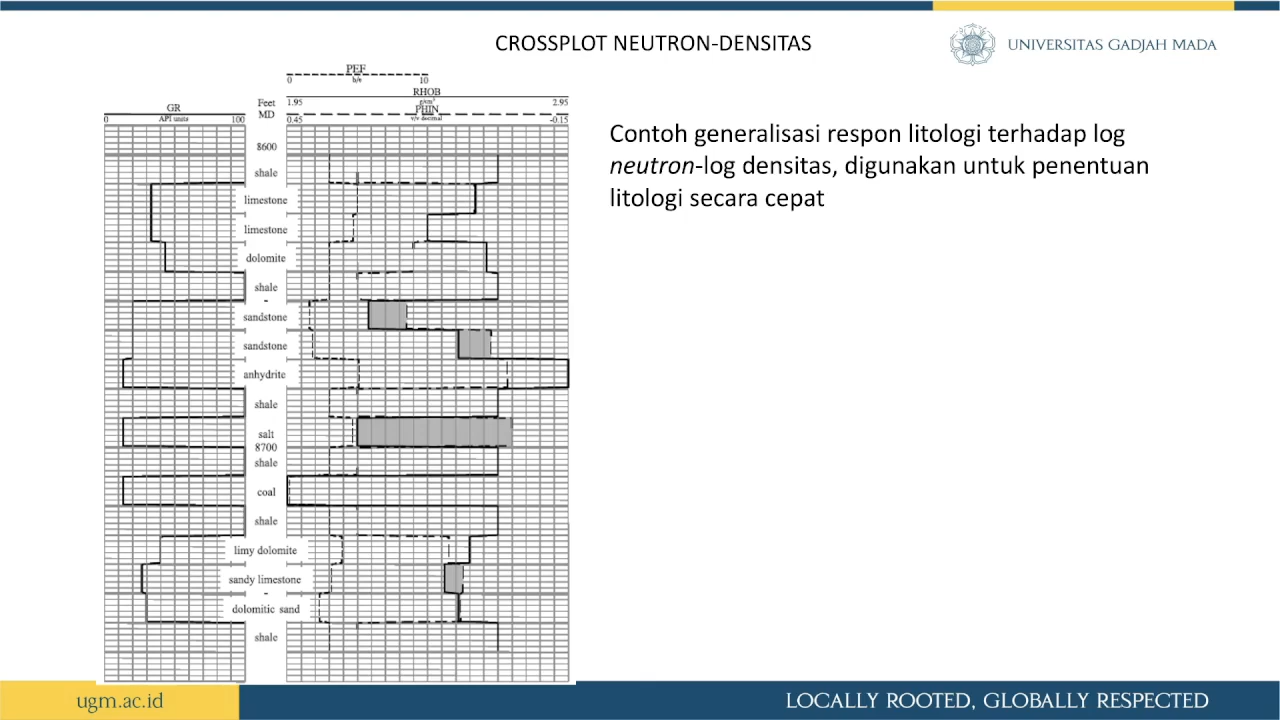 CROSSPLOT NEUTRON-DENSITAS
UNIVERSITAS GADJAH MADA
PEF
0 b/e 10
RHOB
1.95 g/cm³ 2.95
PHIN
0.45 v/v decimal -0.15
GR
0 API units 100
Feet
MD
8600
shale
limestone
limestone
dolomite
shale
sandstone
sandstone
anhydrite
shale
salt
8700
shale
coal
shale
limy dolomite
sandy limestone
dolomitic sand
shale
Contoh generalisasi respon litologi terhadap log
neutron-log densitas, digunakan untuk penentuan
litologi secara cepat
ugm.ac.id
LOCALLY ROOTED, GLOBALLY RESPECTED